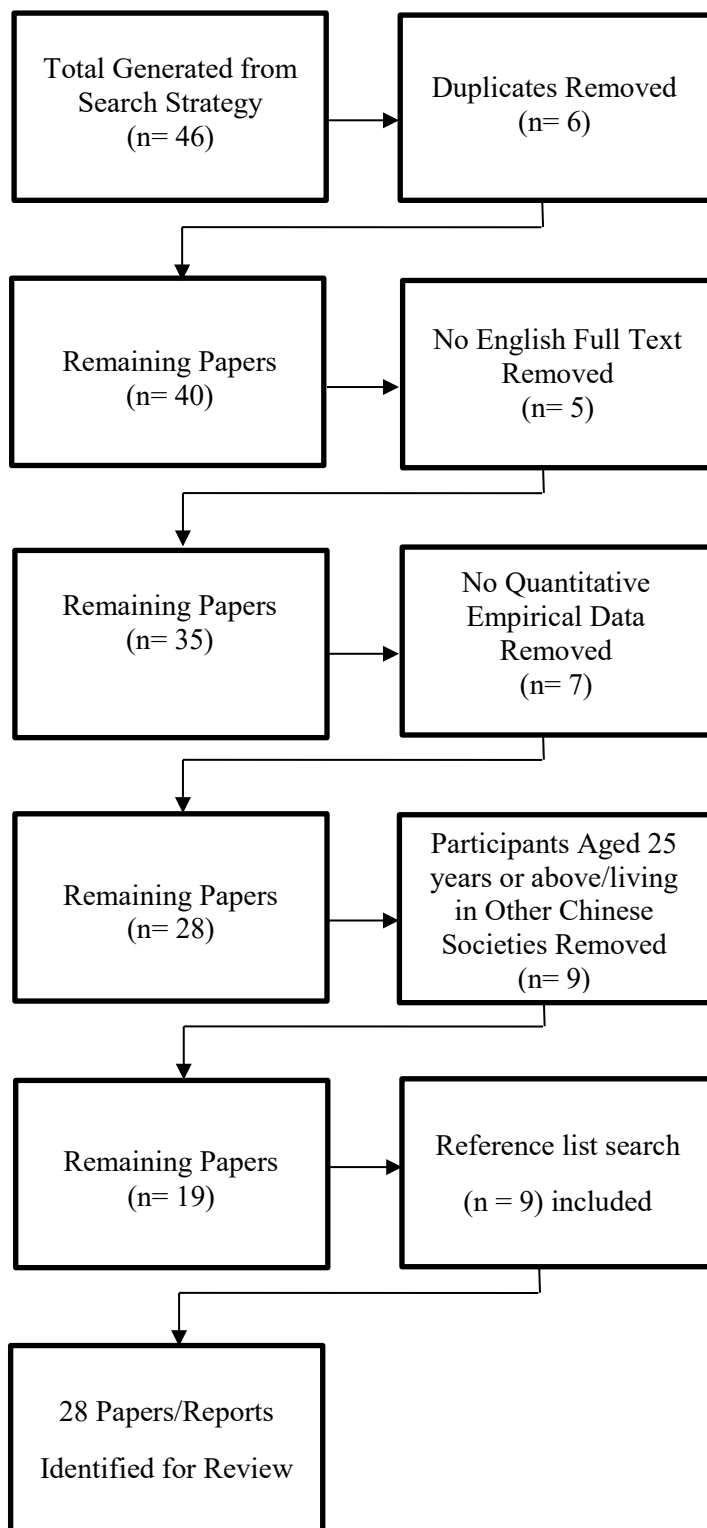 Total Generated from
Search Strategy
(n= 46)
Duplicates Removed
(n= 6)
Remaining Papers
(n= 40)
No English Full Text
Removed
(n= 5)
Remaining Papers
(n= 35)
No Quantitative
Empirical Data
Removed
(n= 7)
Remaining Papers
(n= 28)
Participants Aged 25
years or above/living
in Other Chinese
Societies Removed
(n= 9)
Remaining Papers
(n= 19)
Reference list search
(n = 9) included
28 Papers/Reports
Identified for Review